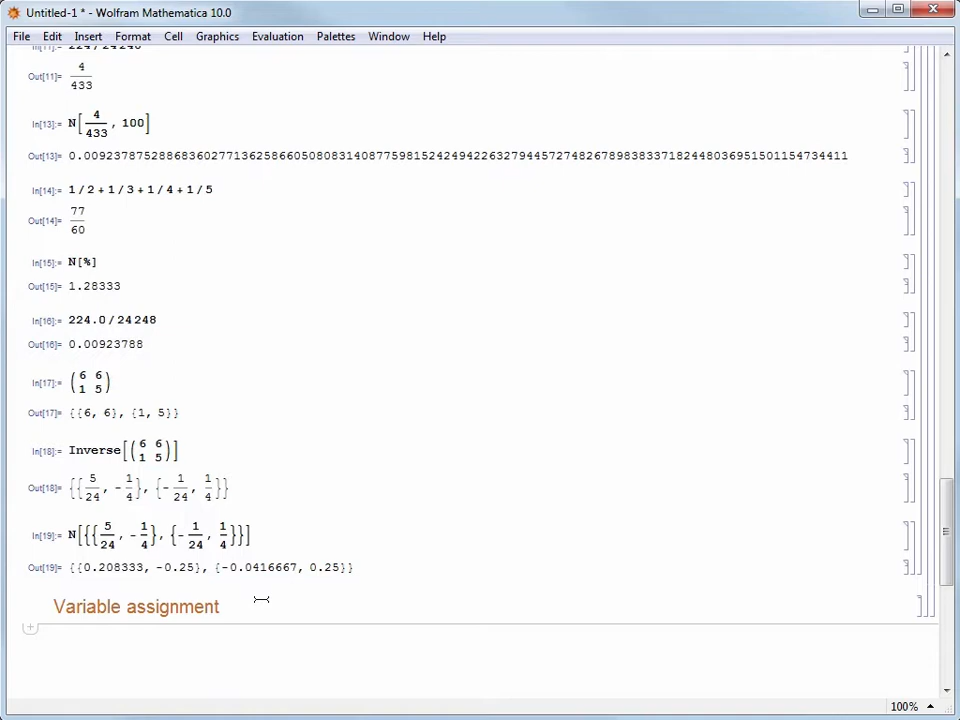 Untitled-1 * - Wolfram Mathematica 10.0
File Edit Insert Format Cell Graphics Evaluation Palettes Window Help
Out[11]= 4/433
In[13]:= N[4/433, 100]
Out[13]= 0.009237875288683602771362586605080831408775981524249422632794457274826789838337182448036951501154734411
In[14]:= 1/2+1/3+1/4+1/5
Out[14]= 77/60
In[15]:= N[%]
Out[15]= 1.28333
In[16]:= 224.0/24248
Out[16]= 0.00923788
In[17]:= (6 6
1 5)
Out[17]= {{6, 6}, {1, 5}}
In[18]:= Inverse[(6 6
1 5)]
Out[18]= {{5/24, -1/4}, {-1/24, 1/4}}
In[19]:= N[{{5/24, -1/4}, {-1/24, 1/4}}]
Out[19]= {{0.208333, -0.25}, {-0.0416667, 0.25}}
Variable assignment
100%